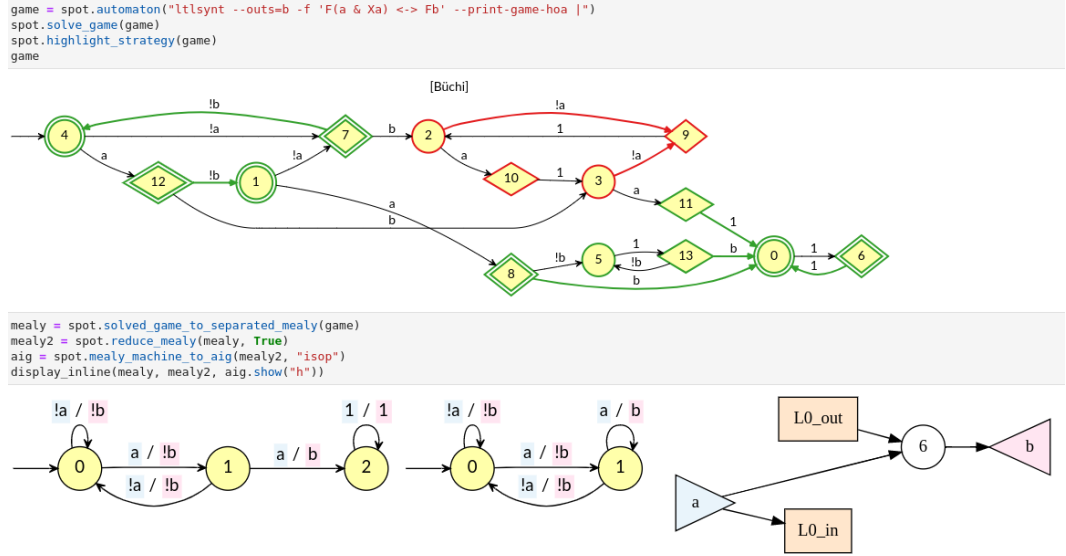 game = spot.automaton("ltlsynt --outs=b -f 'F(a & Xa) <-> Fb' --print-game-hoa |")
spot.solve_game(game)
spot.highlight_strategy(game)
game
[Büchi]
!b
!a
4
!a
7
b
2
1
9
a
!a
a
!a
12
!b
1
10
1
3
a
11
a
b
1
8
!b
5
1
!b
13
b
0
1
1
6
b
mealy = spot.solved_game_to_separated_mealy(game)
mealy2 = spot.reduce_mealy(mealy, True)
aig = spot.mealy_machine_to_aig(mealy2, "isop")
display_inline(mealy, mealy2, aig.show("h"))
!a / !b
1 / 1
0
a / !b
!a / !b
1
a / b
2
!a / !b
a / b
0
a / !b
!a / !b
1
L0_out
6
b
a
L0_in